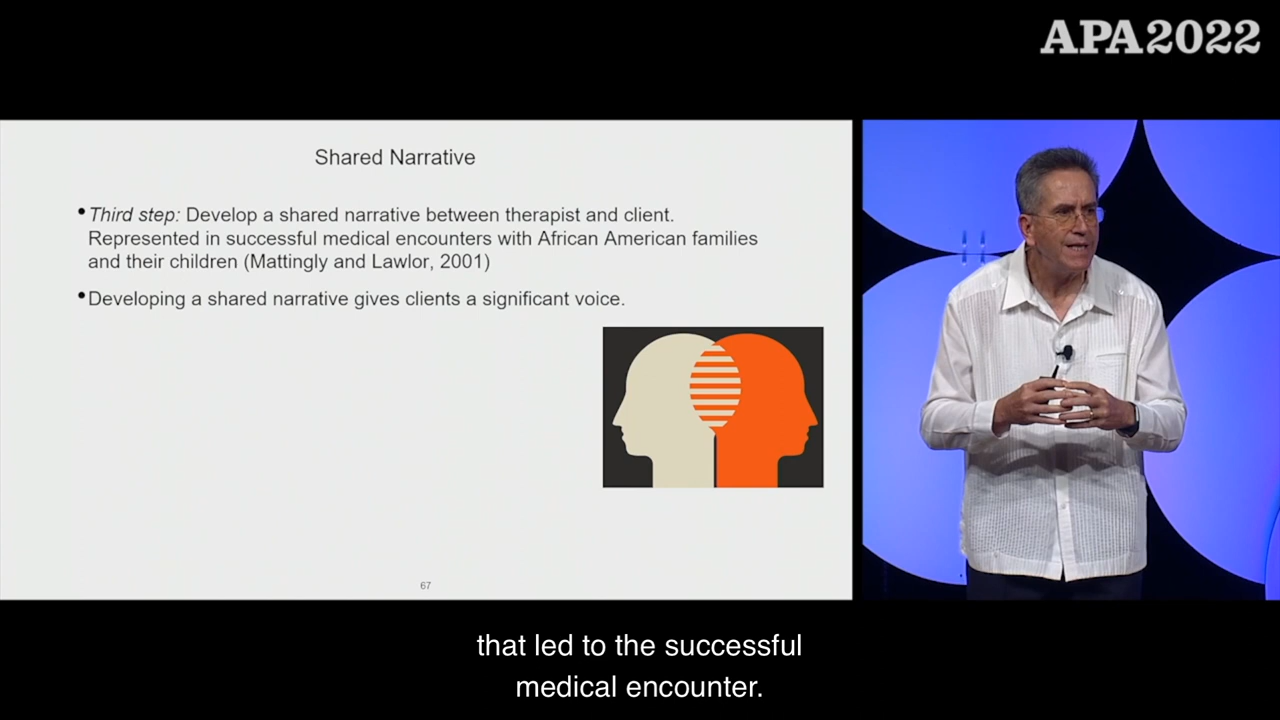 APA2022
Shared Narrative
•Third step: Develop a shared narrative between therapist and client.
Represented in successful medical encounters with African American families
and their children (Mattingly and Lawlor, 2001)
•Developing a shared narrative gives clients a significant voice.
67
that led to the successful
medical encounter.